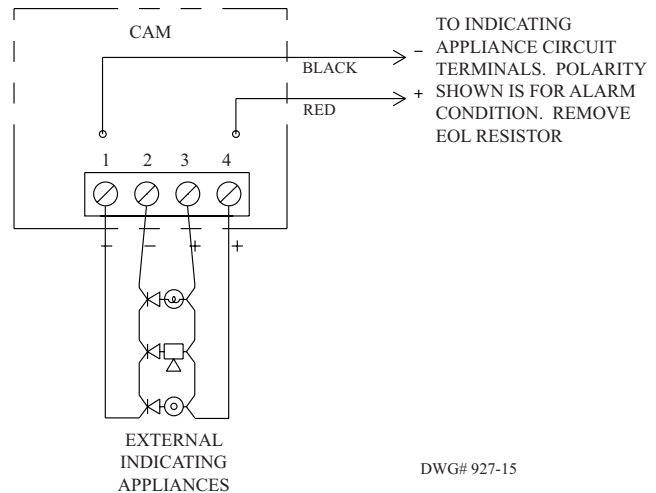 CAM
TO INDICATING
– APPLIANCE CIRCUIT
BLACK
TERMINALS. POLARITY
+ SHOWN IS FOR ALARM
RED
CONDITION. REMOVE
EOL RESISTOR
1 2 3 4
– – + +
EXTERNAL
INDICATING
APPLIANCES
DWG# 927-15